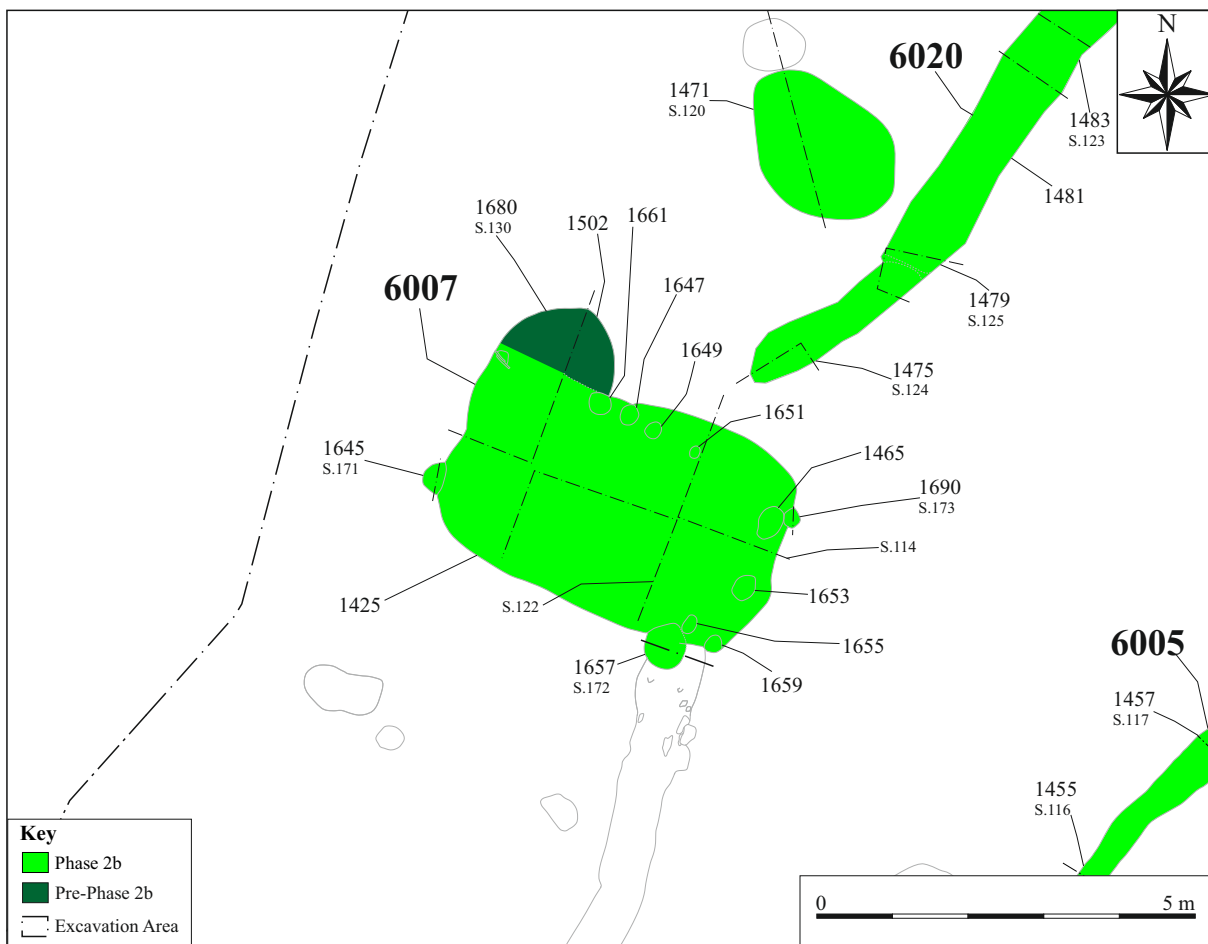 N
6020
1471
S.120
1483
S.123
1481
1680
S.130
1502
1661
6007
1647
1479
S.125
1649
1475
S.124
1651
1645
S.171
1465
1690
S.173
S.114
1425
S.122
1653
1655
6005
1657
S.172
1659
1457
S.117
1455
S.116
Key
Phase 2b
Pre-Phase 2b
Excavation Area
0
5 m